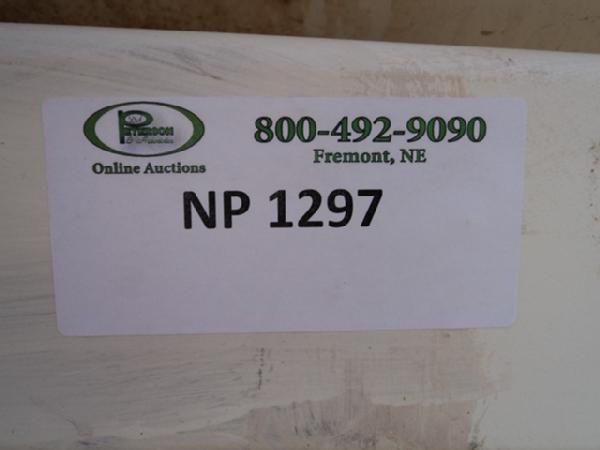 PETERSON
Online Auctions
800-492-9090
Fremont, NE
NP 1297